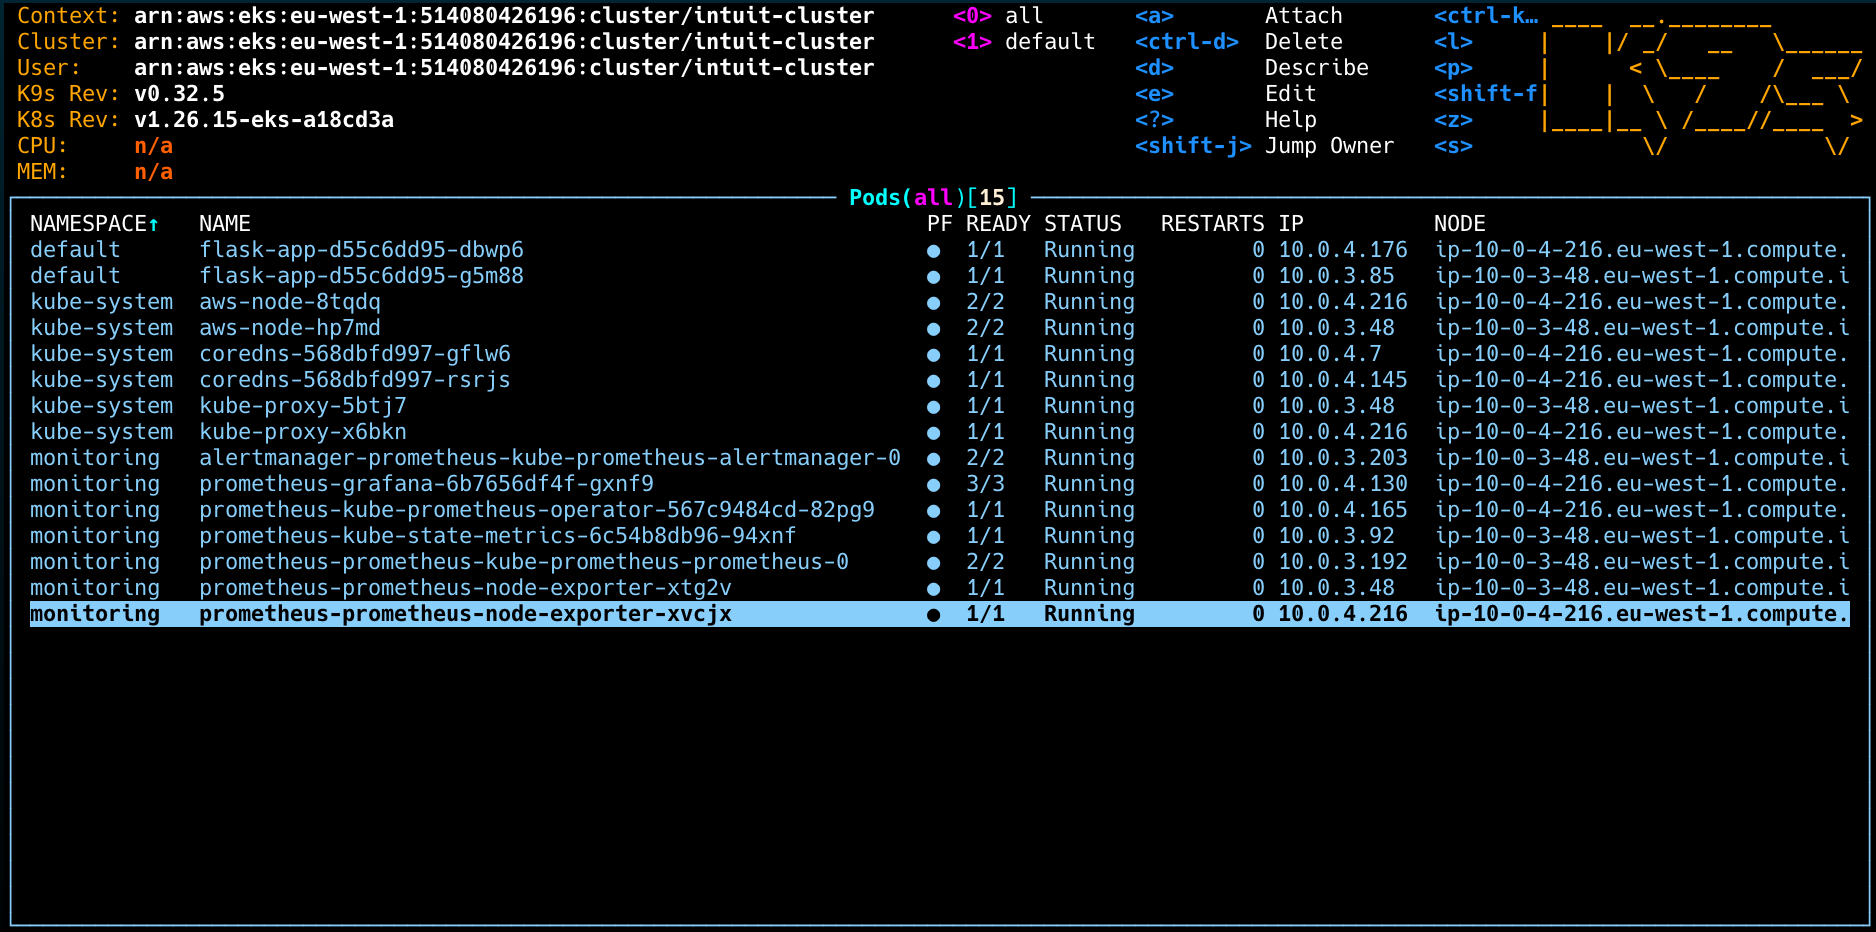 Context: arn:aws:eks:eu-west-1:514080426196:cluster/intuit-cluster <0> all <a> Attach <ctrl-k…
Cluster: arn:aws:eks:eu-west-1:514080426196:cluster/intuit-cluster <1> default <ctrl-d> Delete <l>
User: arn:aws:eks:eu-west-1:514080426196:cluster/intuit-cluster <d> Describe <p>
K9s Rev: v0.32.5 <e> Edit <shift-f
K8s Rev: v1.26.15-eks-a18cd3a <?> Help <z>
CPU: n/a <shift-j> Jump Owner <s>
MEM: n/a
Pods(all)[15]
NAMESPACE↑ NAME PF READY STATUS RESTARTS IP NODE
default flask-app-d55c6dd95-dbwp6 ● 1/1 Running 0 10.0.4.176 ip-10-0-4-216.eu-west-1.compute.
default flask-app-d55c6dd95-g5m88 ● 1/1 Running 0 10.0.3.85 ip-10-0-3-48.eu-west-1.compute.i
kube-system aws-node-8tqdq ● 2/2 Running 0 10.0.4.216 ip-10-0-4-216.eu-west-1.compute.
kube-system aws-node-hp7md ● 2/2 Running 0 10.0.3.48 ip-10-0-3-48.eu-west-1.compute.i
kube-system coredns-568dbfd997-gflw6 ● 1/1 Running 0 10.0.4.7 ip-10-0-4-216.eu-west-1.compute.
kube-system coredns-568dbfd997-rsrjs ● 1/1 Running 0 10.0.4.145 ip-10-0-4-216.eu-west-1.compute.
kube-system kube-proxy-5btj7 ● 1/1 Running 0 10.0.3.48 ip-10-0-3-48.eu-west-1.compute.i
kube-system kube-proxy-x6bkn ● 1/1 Running 0 10.0.4.216 ip-10-0-4-216.eu-west-1.compute.
monitoring alertmanager-prometheus-kube-prometheus-alertmanager-0 ● 2/2 Running 0 10.0.3.203 ip-10-0-3-48.eu-west-1.compute.i
monitoring prometheus-grafana-6b7656df4f-gxnf9 ● 3/3 Running 0 10.0.4.130 ip-10-0-4-216.eu-west-1.compute.
monitoring prometheus-kube-prometheus-operator-567c9484cd-82pg9 ● 1/1 Running 0 10.0.4.165 ip-10-0-4-216.eu-west-1.compute.
monitoring prometheus-kube-state-metrics-6c54b8db96-94xnf ● 1/1 Running 0 10.0.3.92 ip-10-0-3-48.eu-west-1.compute.i
monitoring prometheus-prometheus-kube-prometheus-prometheus-0 ● 2/2 Running 0 10.0.3.192 ip-10-0-3-48.eu-west-1.compute.i
monitoring prometheus-prometheus-node-exporter-xtg2v ● 1/1 Running 0 10.0.3.48 ip-10-0-3-48.eu-west-1.compute.i
monitoring prometheus-prometheus-node-exporter-xvcjx ● 1/1 Running 0 10.0.4.216 ip-10-0-4-216.eu-west-1.compute.